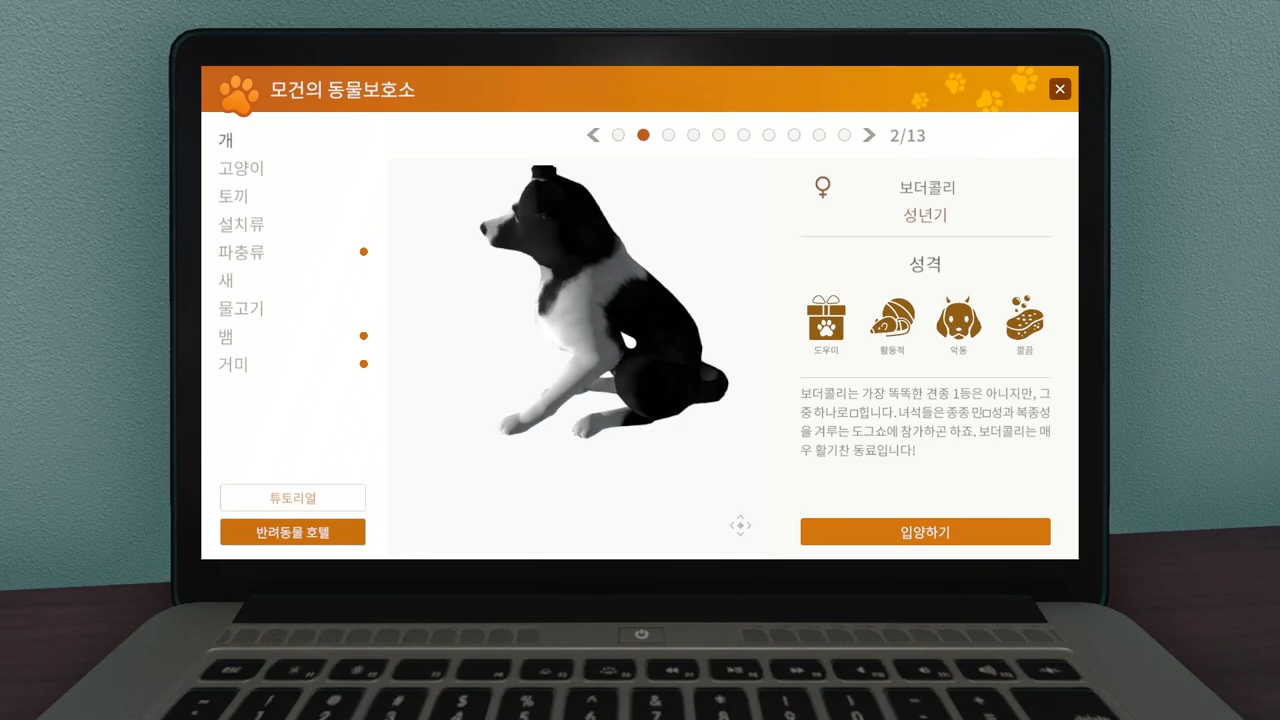 모건의 동물보호소
개
고양이
토끼
설치류
파충류
새
물고기
뱀
거미
튜토리얼
반려동물 호텔
2/13
보더콜리
성년기
성격
도우미
활동적
악동
깔끔
보더콜리는 가장 똑똑한 견종 1등은 아니지만, 그
중 하나로□힙니다. 녀석들은 종종 민□성과 복종성
을 겨루는 도그쇼에 참가하곤 하죠. 보더콜리는 매
우 활기찬 동료입니다!
입양하기
esc